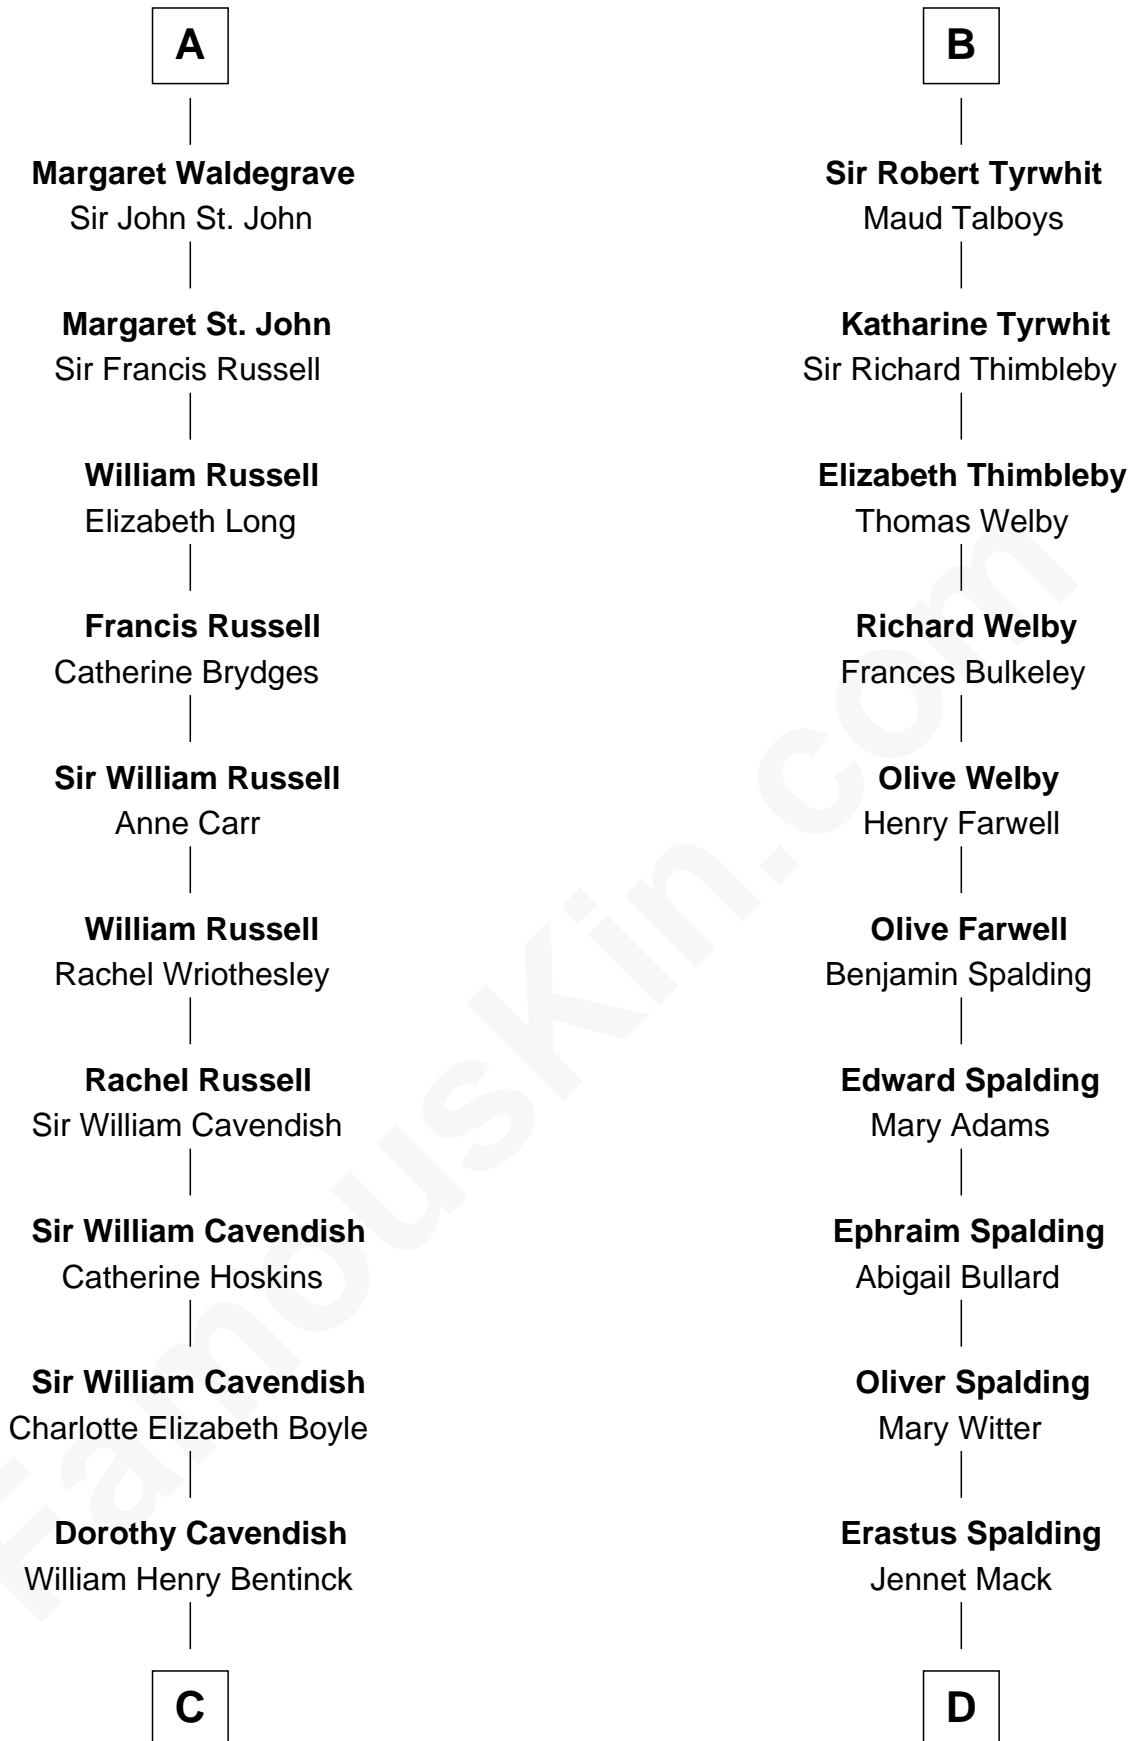 A
Margaret Waldegrave
Sir John St. John
Margaret St. John
Sir Francis Russell
William Russell
Elizabeth Long
Francis Russell
Catherine Brydges
Sir William Russell
Anne Carr
William Russell
Rachel Wriothesley
Rachel Russell
Sir William Cavendish
Sir William Cavendish
Catherine Hoskins
Sir William Cavendish
Charlotte Elizabeth Boyle
Dorothy Cavendish
William Henry Bentinck
C
B
Sir Robert Tyrwhit
Maud Talboys
Katharine Tyrwhit
Sir Richard Thimbleby
Elizabeth Thimbleby
Thomas Welby
Richard Welby
Frances Bulkeley
Olive Welby
Henry Farwell
Olive Farwell
Benjamin Spalding
Edward Spalding
Mary Adams
Ephraim Spalding
Abigail Bullard
Oliver Spalding
Mary Witter
Erastus Spalding
Jennet Mack
D
FamousKin.com